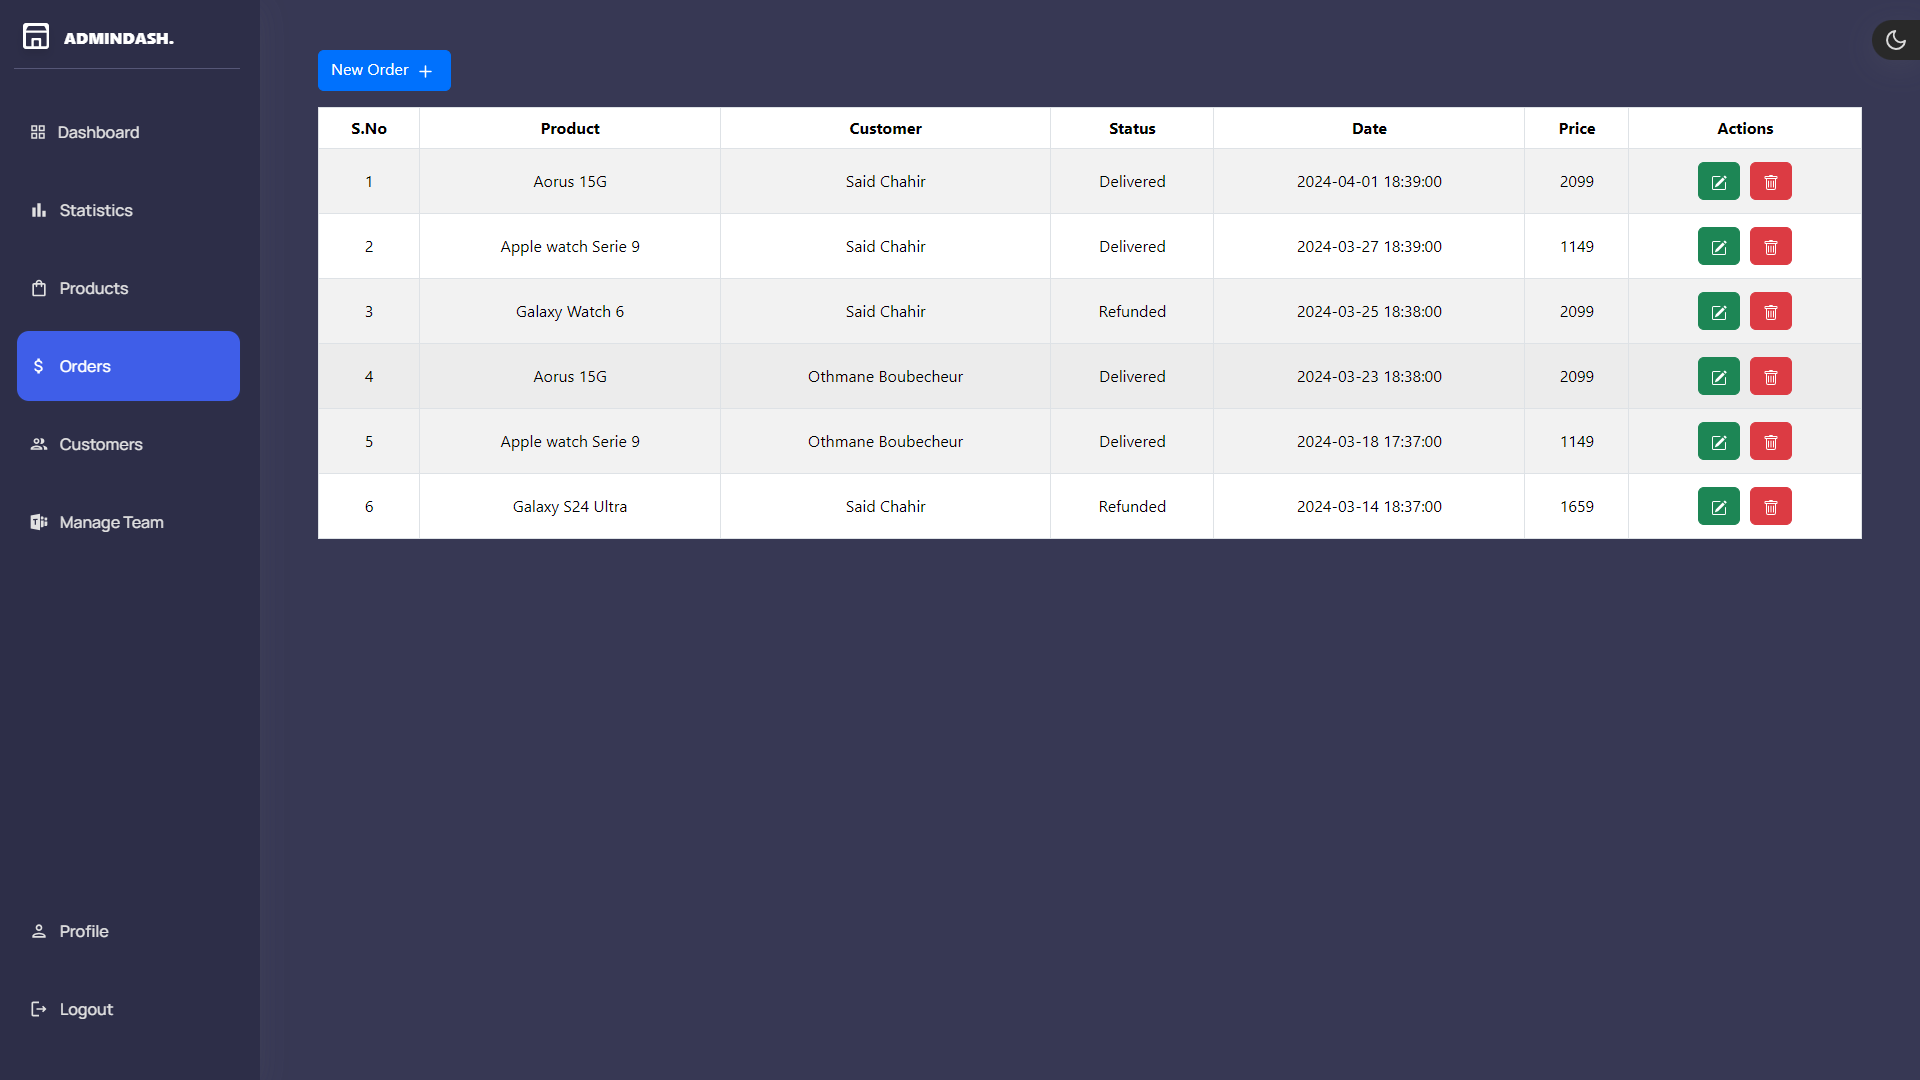 ADMINDASH.
Dashboard
Statistics
Products
Orders
Customers
Manage Team
Profile
Logout
New Order +
S.No Product Customer Status Date Price Actions
1 Aorus 15G Said Chahir Delivered 2024-04-01 18:39:00 2099
2 Apple watch Serie 9 Said Chahir Delivered 2024-03-27 18:39:00 1149
3 Galaxy Watch 6 Said Chahir Refunded 2024-03-25 18:38:00 2099
4 Aorus 15G Othmane Boubecheur Delivered 2024-03-23 18:38:00 2099
5 Apple watch Serie 9 Othmane Boubecheur Delivered 2024-03-18 17:37:00 1149
6 Galaxy S24 Ultra Said Chahir Refunded 2024-03-14 18:37:00 1659